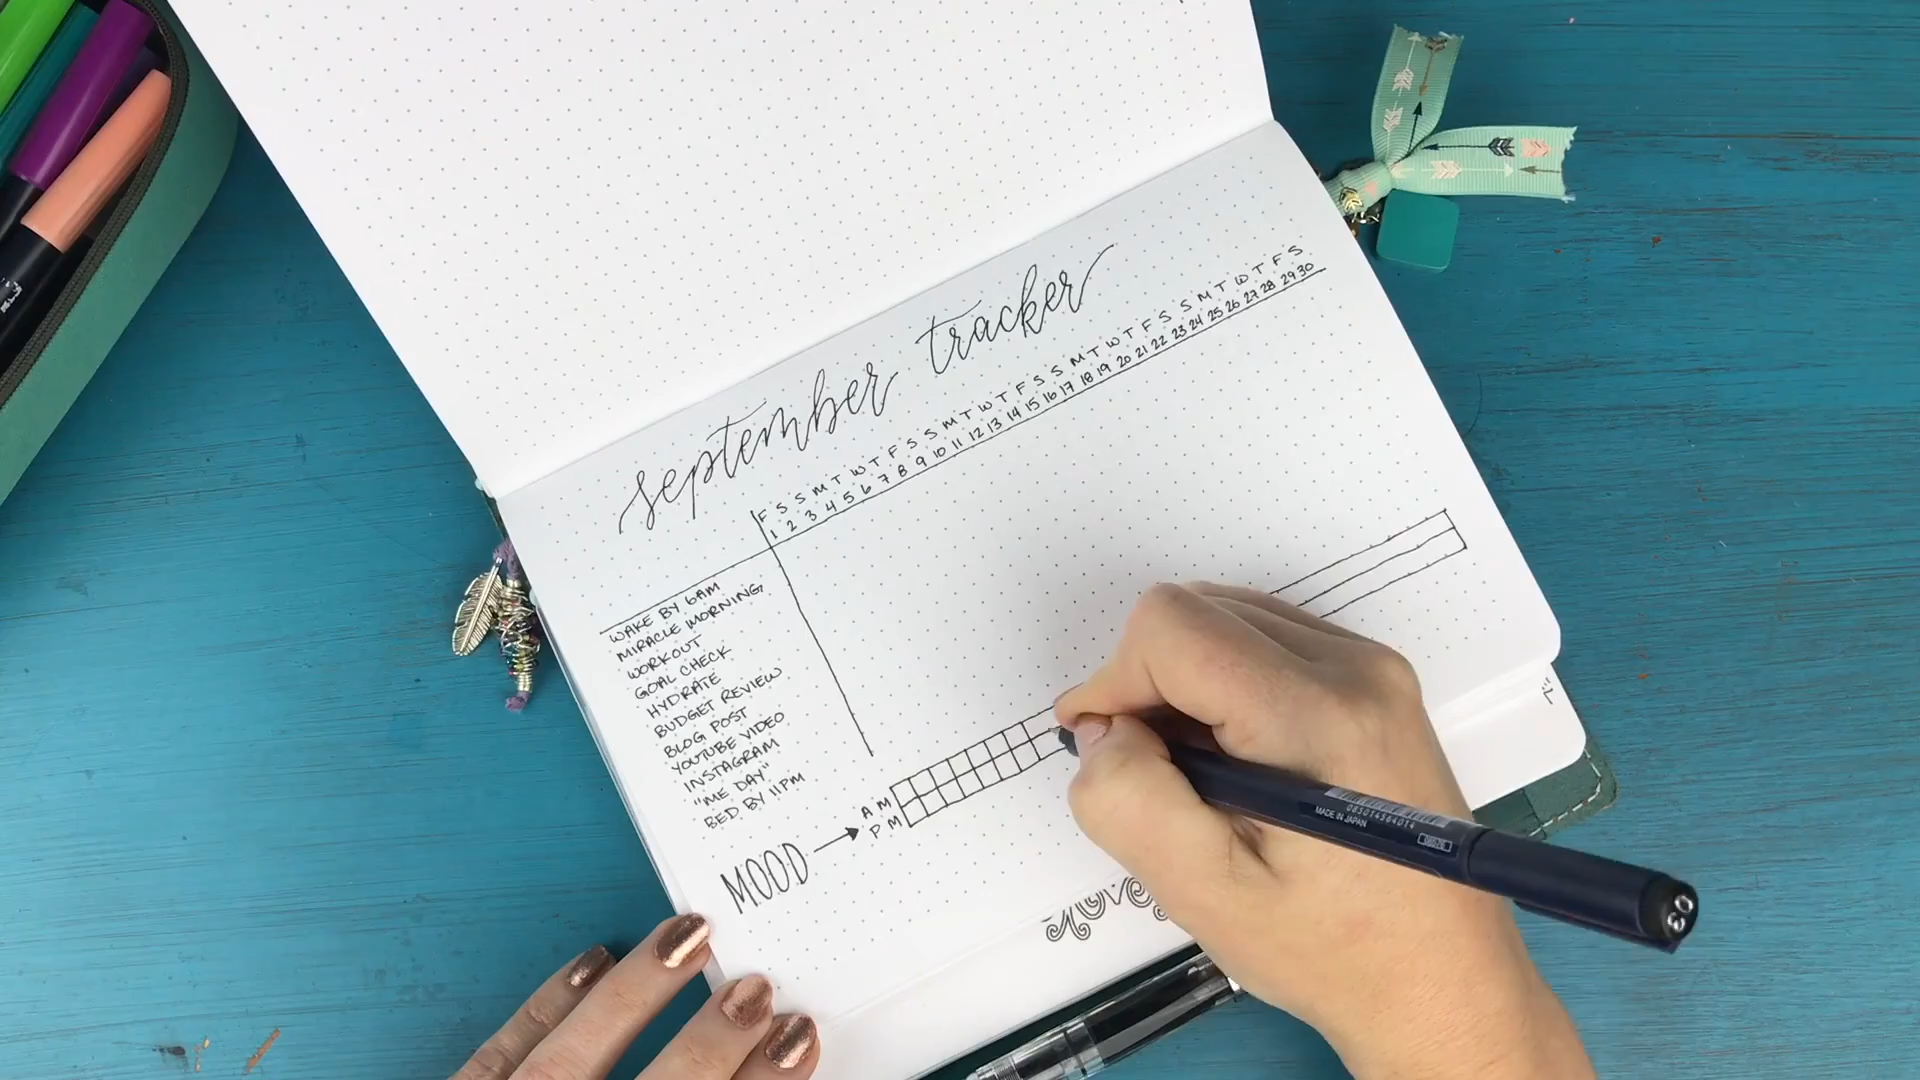 september tracker
F S S M T W T F S S M T W T F S S M T W T F S S M T W T F S
1 2 3 4 5 6 7 8 9 10 11 12 13 14 15 16 17 18 19 20 21 22 23 24 25 26 27 28 29 30
WAKE BY 6AM
MIRACLE MORNING
WORKOUT
GOAL CHECK
HYDRATE
BUDGET REVIEW
BLOG POST
YOUTUBE VIDEO
INSTAGRAM
"ME DAY"
BED BY 11PM
MOOD
AM
PM
MADE IN JAPAN
085014564014
03